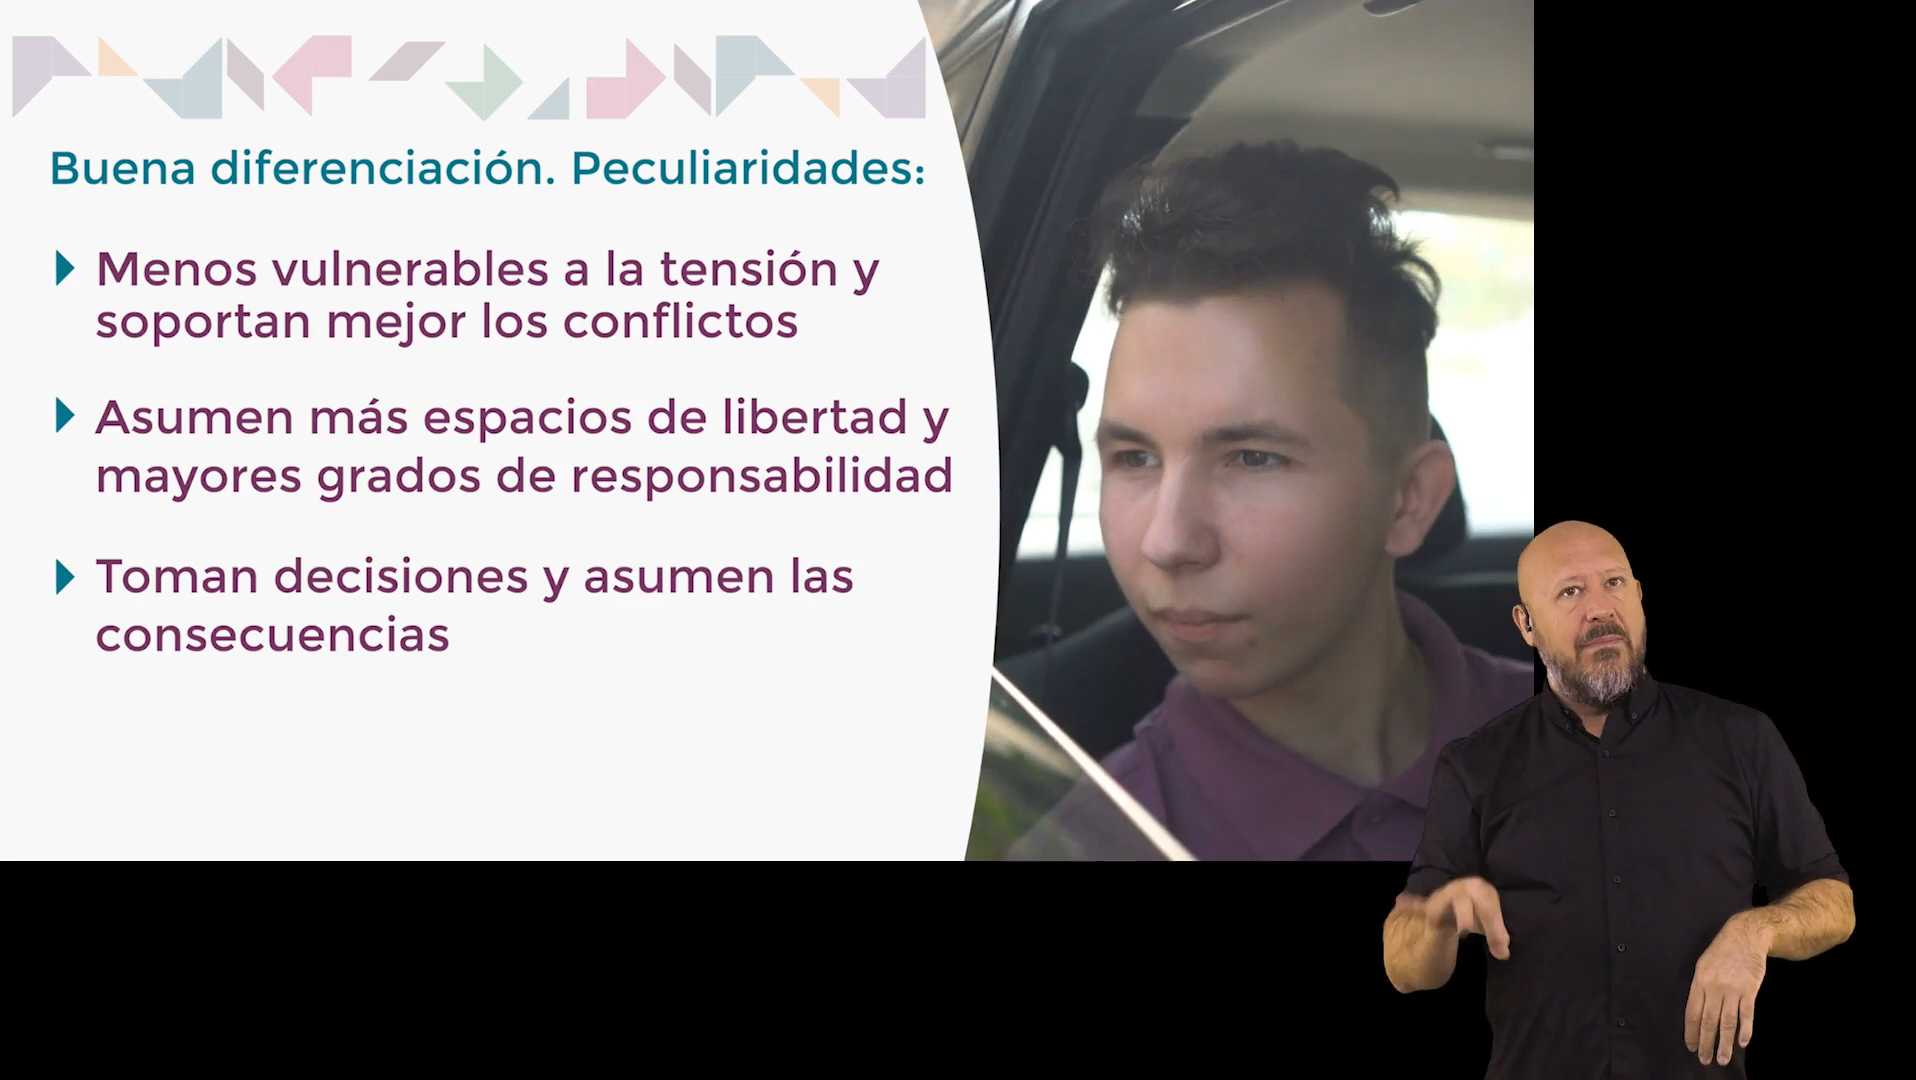 Buena diferenciación. Peculiaridades:
Menos vulnerables a la tensión y
soportan mejor los conflictos
Asumen más espacios de libertad y
mayores grados de responsabilidad
Toman decisiones y asumen las
consecuencias